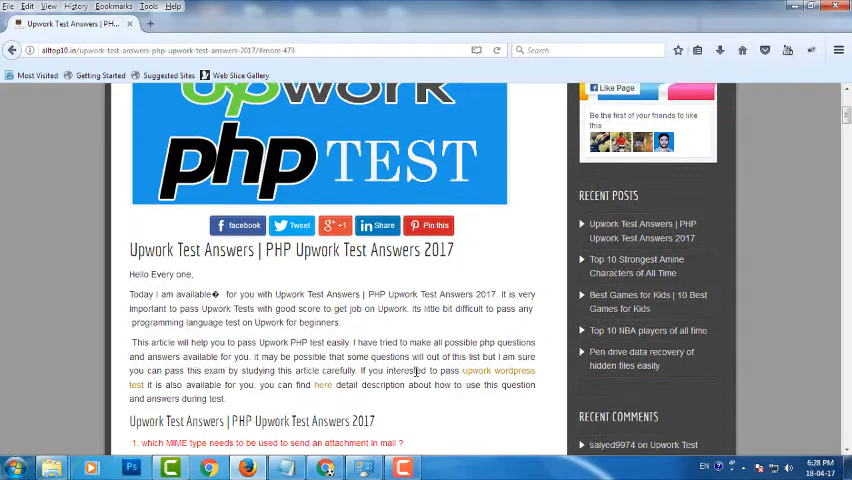 File Edit View History Bookmarks Tools Help
Upwork Test Answers | PH...
alltop10.in/upwork-test-answers-php-upwork-test-answers-2017/#more-473
Search
Most Visited Getting Started Suggested Sites Web Slice Gallery
upwork
php TEST
facebook Tweet +1 Share Pin this
Upwork Test Answers | PHP Upwork Test Answers 2017
Hello Every one,
Today I am available� for you with Upwork Test Answers | PHP Upwork Test Answers 2017. It is very
important to pass Upwork Tests with good score to get job on Upwork. Its little bit difficult to pass any
programming language test on Upwork for beginners.
This article will help you to pass Upwork PHP test easily. I have tried to make all possible php questions
and answers available for you. it may be possible that some questions will out of this list but i am sure
you can pass this exam by studying this article carefully. If you interested to pass upwork wordpress
test it is also available for you, you can find here detail description about how to use this question
and answers during test.
Upwork Test Answers | PHP Upwork Test Answers 2017
1. which MIME type needs to be used to send an attachment in mail ?
Like Page
Be the first of your friends to like
this
RECENT POSTS
Upwork Test Answers | PHP
Upwork Test Answers 2017
Top 10 Strongest Amine
Characters of All Time
Best Games for Kids | 10 Best
Games for Kids
Top 10 NBA players of all time
Pen drive data recovery of
hidden files easily
RECENT COMMENTS
saiyed9974 on Upwork Test
EN
6:28 PM
18-04-17